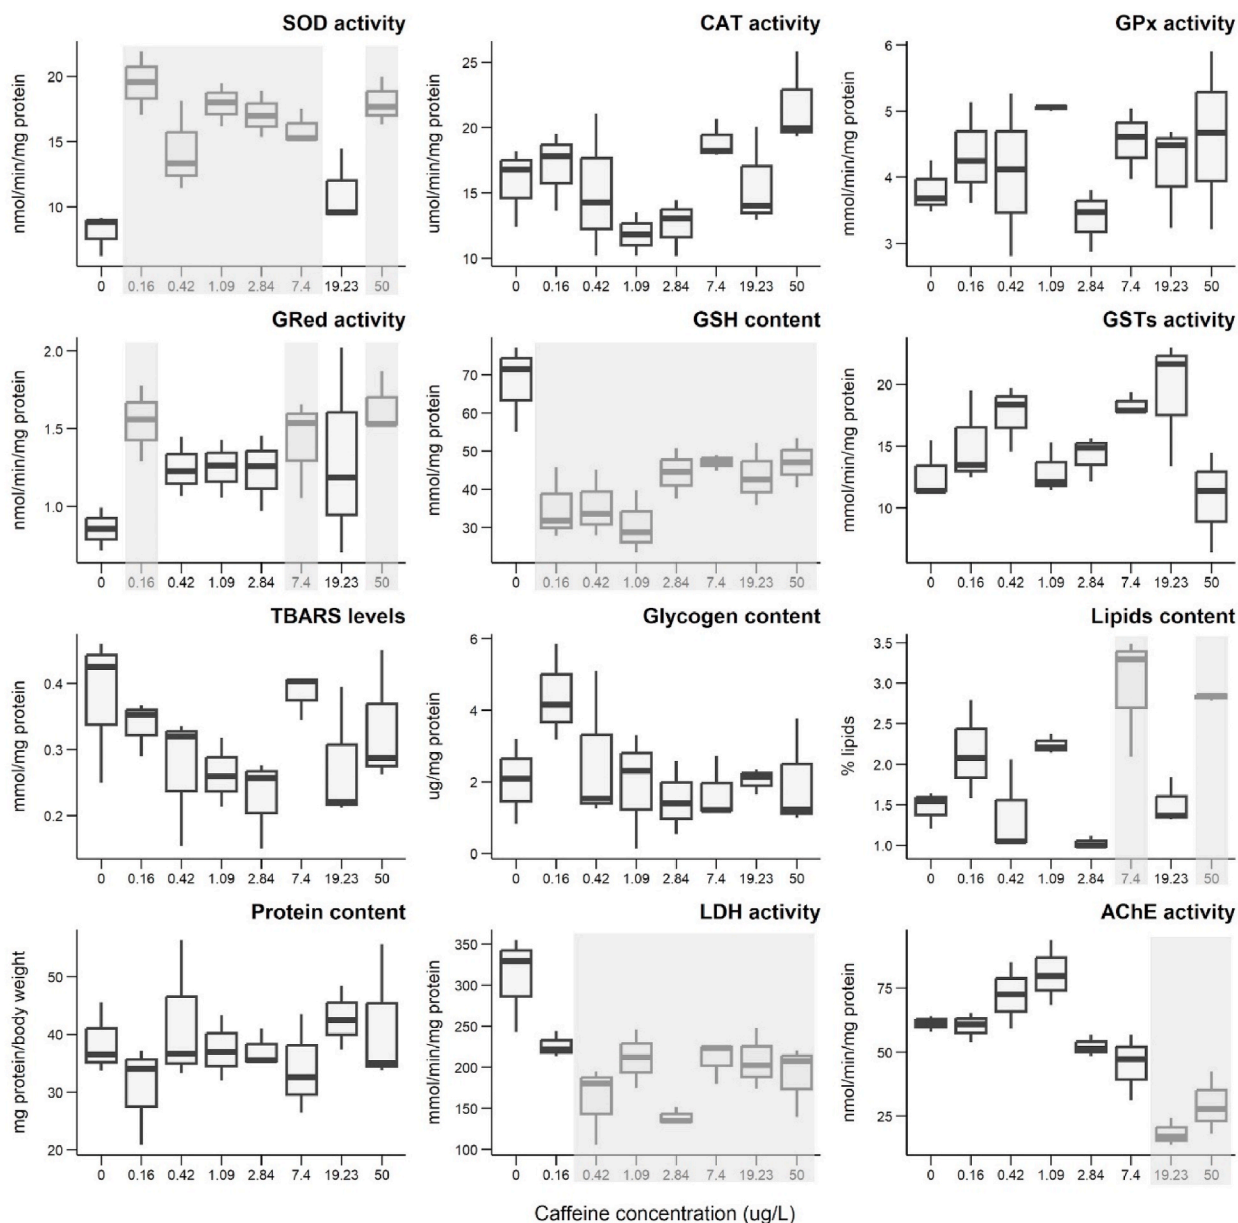 SOD activity
nmol/min/mg protein
20
15
10
0 0.16 0.42 1.09 2.84 7.4 19.23 50
CAT activity
umol/min/mg protein
25
20
15
10
0 0.16 0.42 1.09 2.84 7.4 19.23 50
GPx activity
mmol/min/mg protein
6
5
4
3
0 0.16 0.42 1.09 2.84 7.4 19.23 50
GRed activity
nmol/min/mg protein
2.0
1.5
1.0
0 0.16 0.42 1.09 2.84 7.4 19.23 50
GSH content
mmol/mg protein
70
60
50
40
30
0 0.16 0.42 1.09 2.84 7.4 19.23 50
GSTs activity
mmol/min/mg protein
20
15
10
0 0.16 0.42 1.09 2.84 7.4 19.23 50
TBARS levels
mmol/mg protein
0.4
0.3
0.2
0 0.16 0.42 1.09 2.84 7.4 19.23 50
Glycogen content
ug/mg protein
6
4
2
0
0 0.16 0.42 1.09 2.84 7.4 19.23 50
Lipids content
% lipids
3.5
3.0
2.5
2.0
1.5
1.0
0 0.16 0.42 1.09 2.84 7.4 19.23 50
Protein content
mg protein/body weight
50
40
30
20
0 0.16 0.42 1.09 2.84 7.4 19.23 50
LDH activity
mmol/min/mg protein
350
300
250
200
150
100
0 0.16 0.42 1.09 2.84 7.4 19.23 50
AChE activity
nmol/min/mg protein
75
50
25
0 0.16 0.42 1.09 2.84 7.4 19.23 50
Caffeine concentration (ug/L)